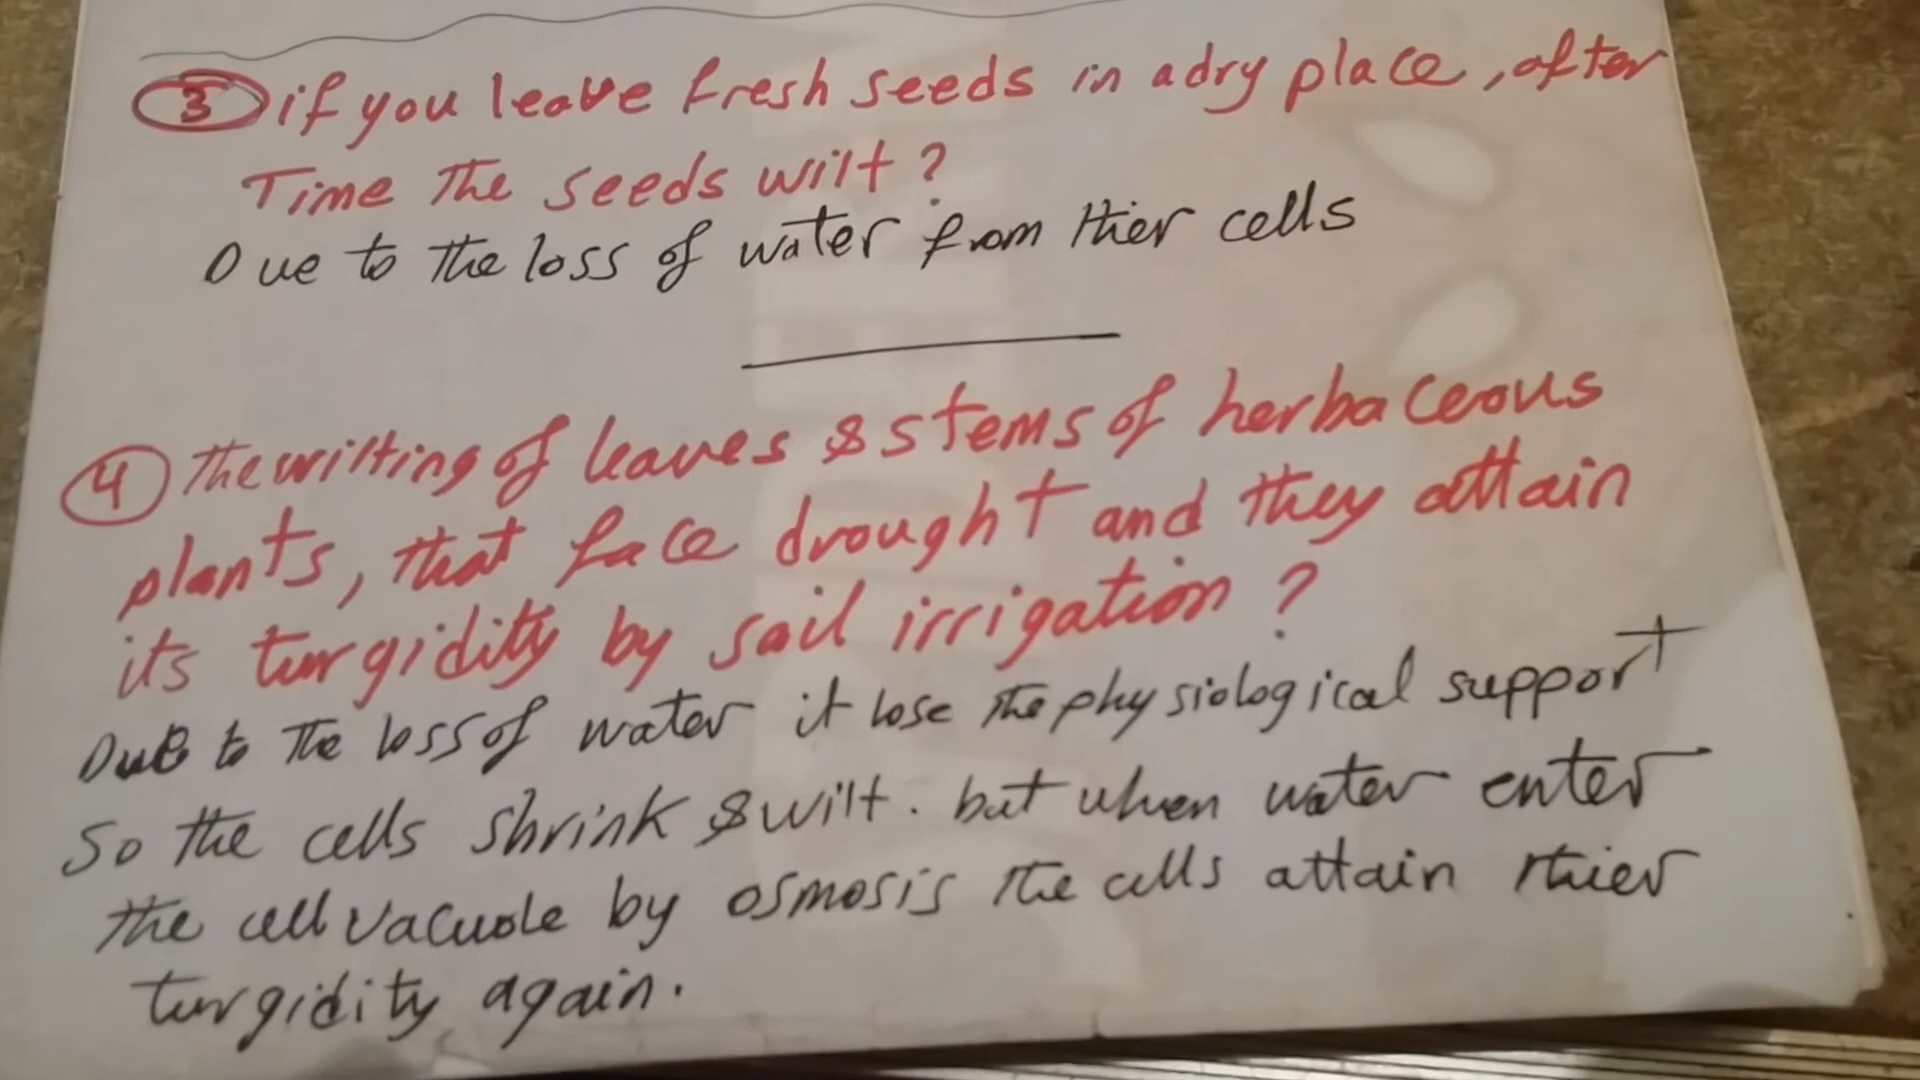 3 if you leave fresh seeds in a dry place, after
Time the seeds wilt?
Due to the loss of water from thier cells
4 the wilting of leaves & stems of herbaceous
plants, that face drought and they attain
its turgidity by soil irrigation?
Due to the loss of water it lose the physiological support
So the cells shrink & wilt. but when water enter
the cell vacuole by osmosis the cells attain thier
turgidity again.